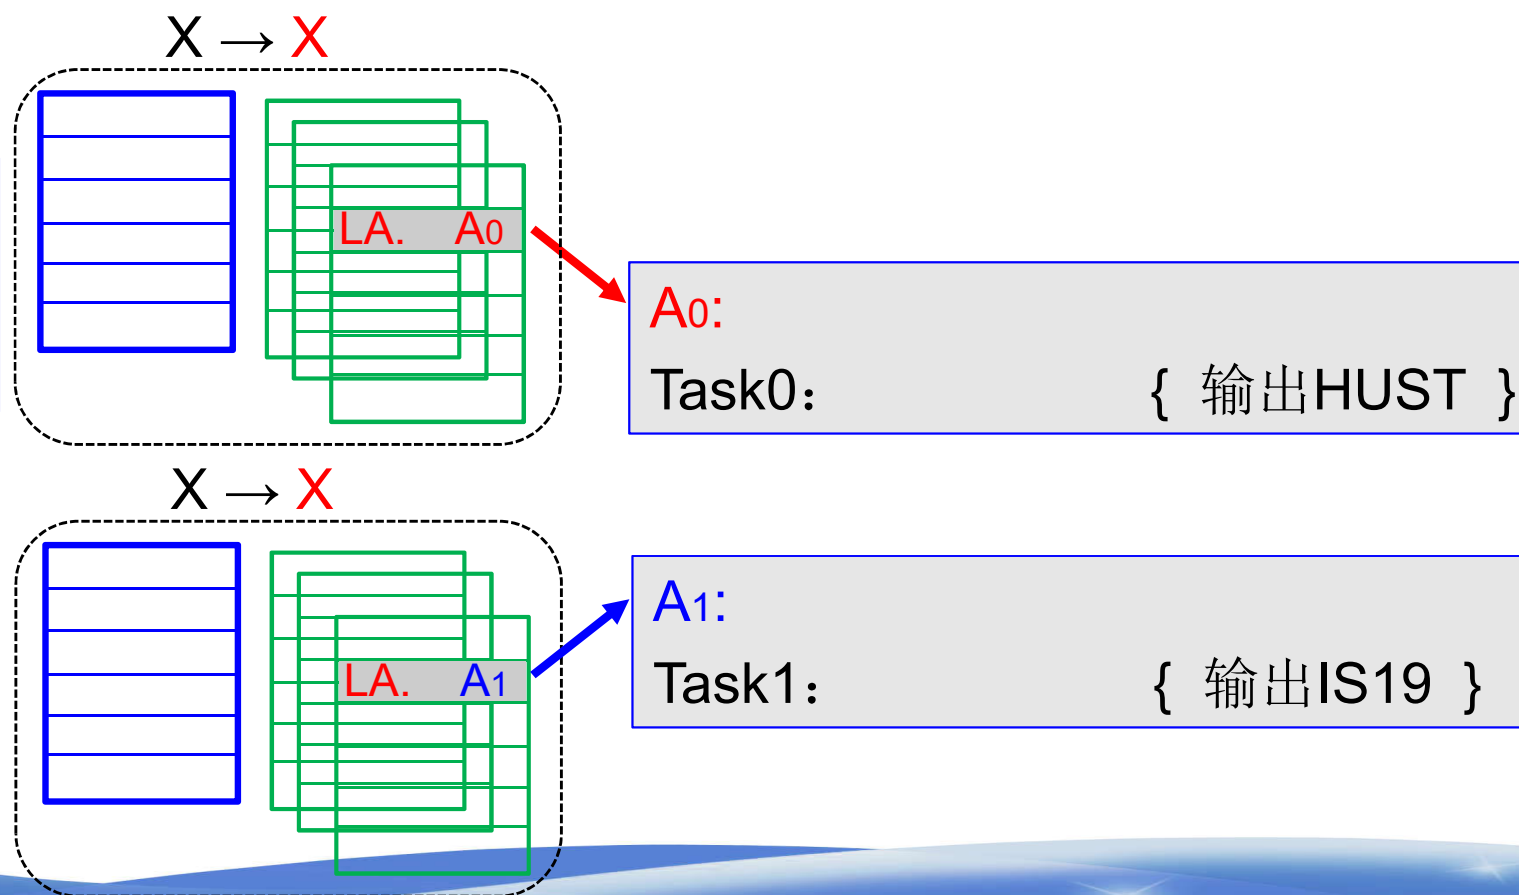 X → X
LA. A0
A0:
Task0： { 输出HUST }
X → X
LA. A1
A1:
Task1： { 输出IS19 }